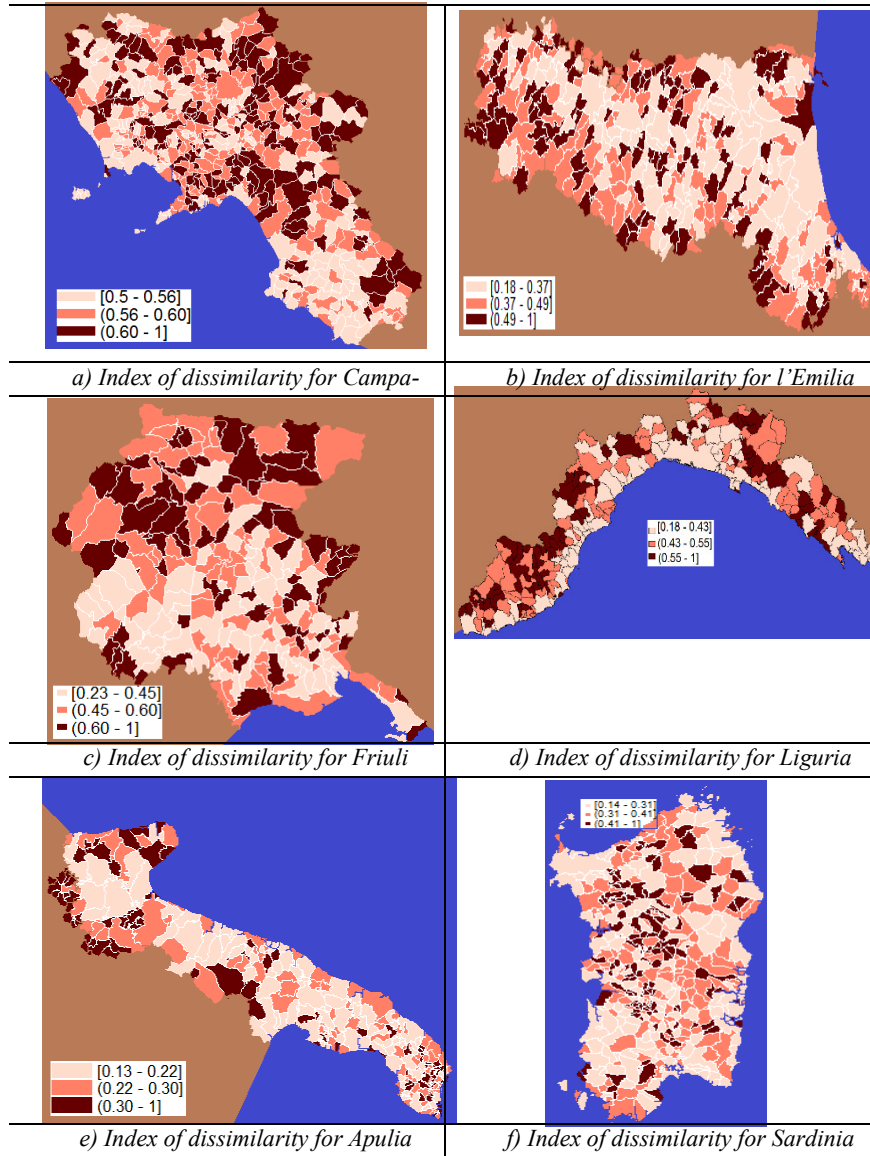 [0.5 - 0.56]
(0.56 - 0.60]
(0.60 - 1]
[0.18 - 0.37]
(0.37 - 0.49]
(0.49 - 1]
a) Index of dissimilarity for Campa-
b) Index of dissimilarity for l’Emilia
[0.23 - 0.45]
(0.45 - 0.60]
(0.60 - 1]
[0.18 - 0.43]
(0.43 - 0.55]
(0.55 - 1]
c) Index of dissimilarity for Friuli
d) Index of dissimilarity for Liguria
[0.13 - 0.22]
(0.22 - 0.30]
(0.30 - 1]
[0.14 - 0.31]
(0.31 - 0.41]
(0.41 - 1]
e) Index of dissimilarity for Apulia
f) Index of dissimilarity for Sardinia